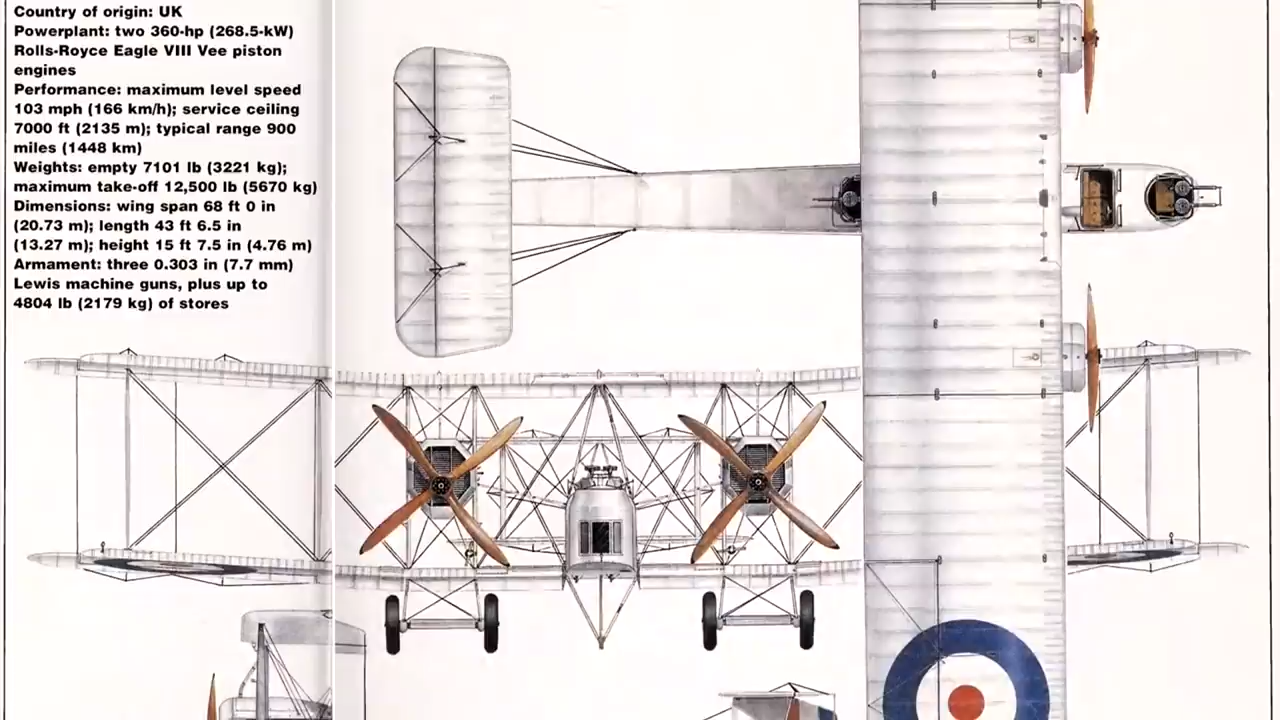 Country of origin: UK
Powerplant: two 360-hp (268.5-kW)
Rolls-Royce Eagle VIII Vee piston
engines
Performance: maximum level speed
103 mph (166 km/h); service ceiling
7000 ft (2135 m); typical range 900
miles (1448 km)
Weights: empty 7101 lb (3221 kg);
maximum take-off 12,500 lb (5670 kg)
Dimensions: wing span 68 ft 0 in
(20.73 m); length 43 ft 6.5 in
(13.27 m); height 15 ft 7.5 in (4.76 m)
Armament: three 0.303 in (7.7 mm)
Lewis machine guns, plus up to
4804 lb (2179 kg) of stores